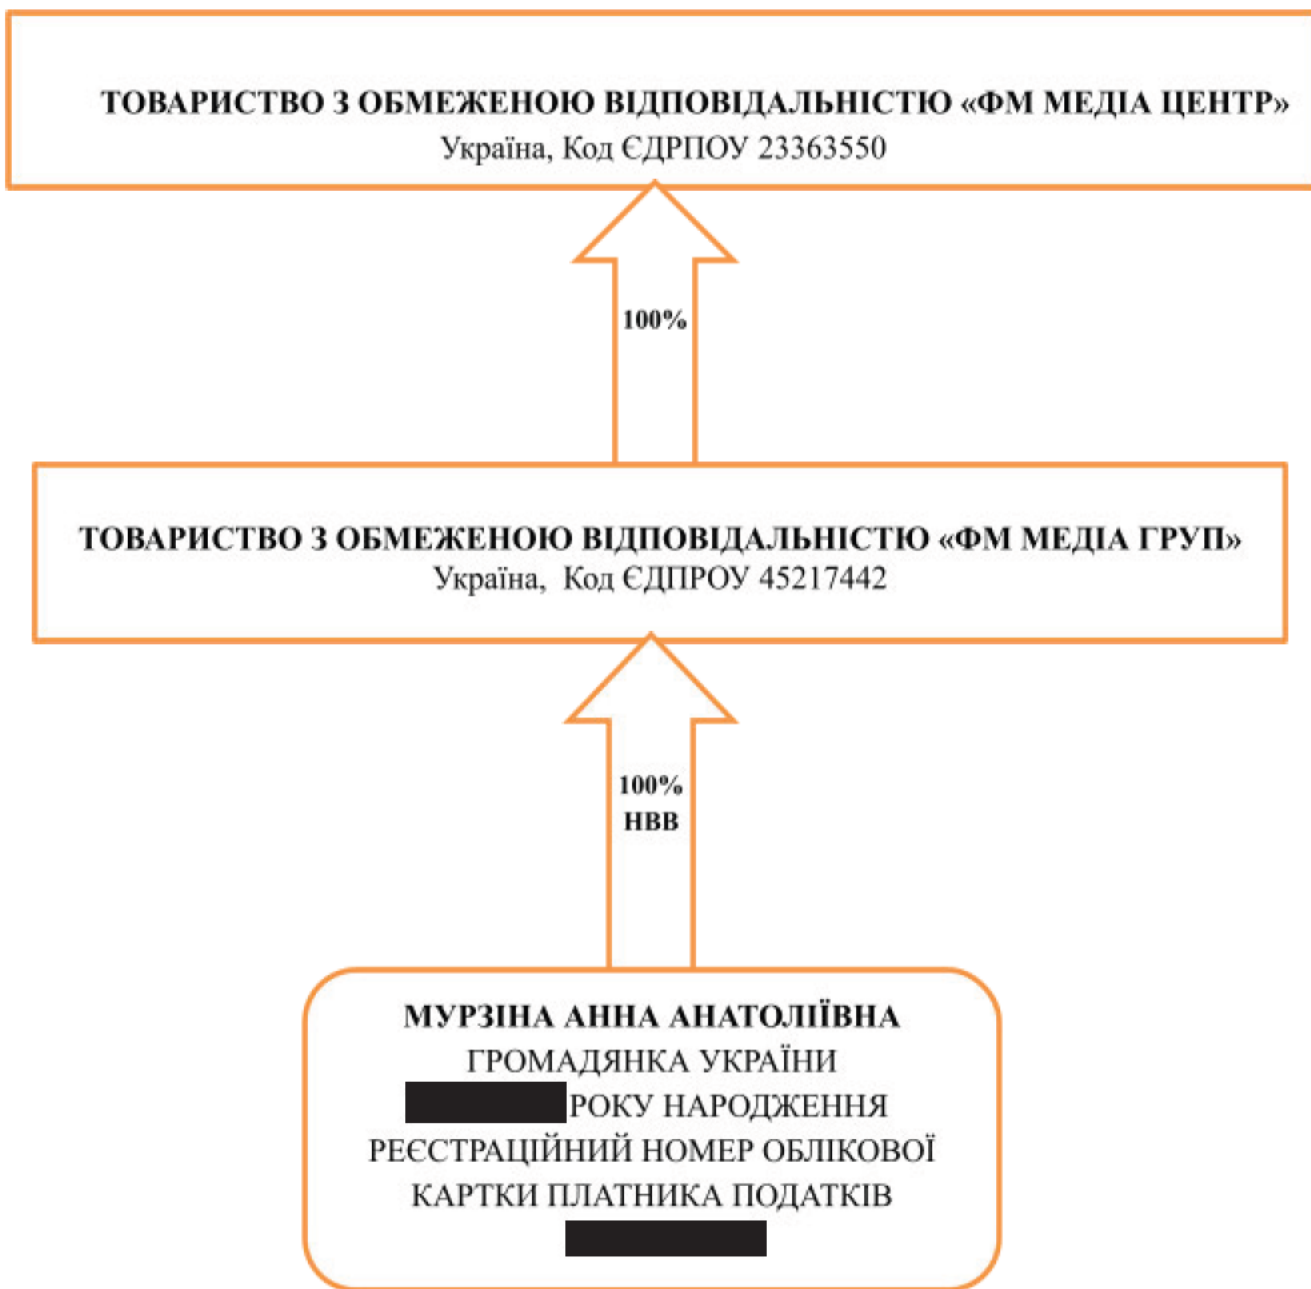 ТОВАРИСТВО З ОБМЕЖЕНОЮ ВІДПОВІДАЛЬНІСТЮ «ФМ МЕДІА ЦЕНТР»
Україна, Код ЄДРПОУ 23363550
100%
ТОВАРИСТВО З ОБМЕЖЕНОЮ ВІДПОВІДАЛЬНІСТЮ «ФМ МЕДІА ГРУП»
Україна, Код ЄДПРОУ 45217442
100%
НВВ
МУРЗІНА АННА АНАТОЛІЇВНА
ГРОМАДЯНКА УКРАЇНИ
РОКУ НАРОДЖЕННЯ
РЕЄСТРАЦІЙНИЙ НОМЕР ОБЛІКОВОЇ
КАРТКИ ПЛАТНИКА ПОДАТКІВ